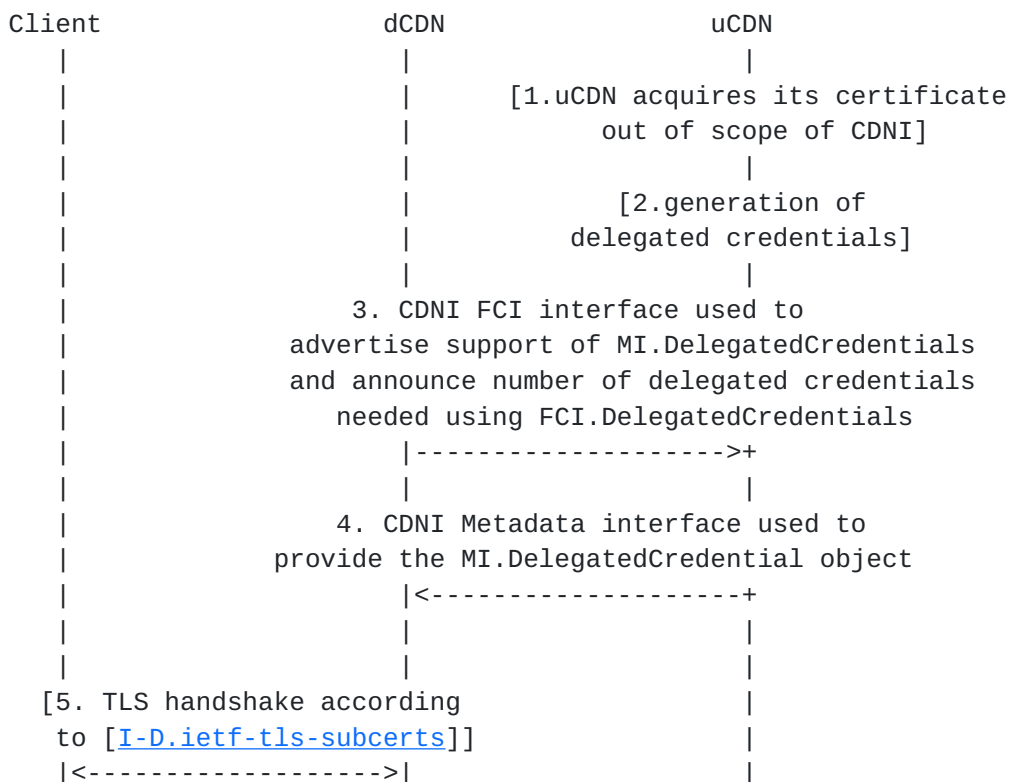 Client                  dCDN                   uCDN
   |                     |                     |
   |                     |      [1.uCDN acquires its certificate
   |                     |            out of scope of CDNI]
   |                     |                     |
   |                     |             [2.generation of
   |                     |          delegated credentials]
   |                     |                     |
   |                  3. CDNI FCI interface used to
   |              advertise support of MI.DelegatedCredentials
   |              and announce number of delegated credentials
   |                 needed using FCI.DelegatedCredentials
   |                     |-------------------->+
   |                     |                     |
   |                 4. CDNI Metadata interface used to
   |             provide the MI.DelegatedCredential object
   |                     |<--------------------+
   |                     |                     |
   |                     |                     |
  [5. TLS handshake according                  |
   to [I-D.ietf-tls-subcerts]]                 |
   |<------------------->|                     |